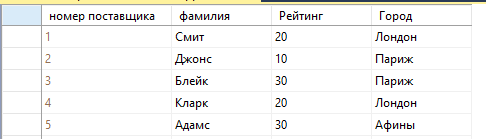 номер поставщика фамилия Рейтинг Город
1 Смит 20 Лондон
2 Джонс 10 Париж
3 Блейк 30 Париж
4 Кларк 20 Лондон
5 Адамс 30 Афины